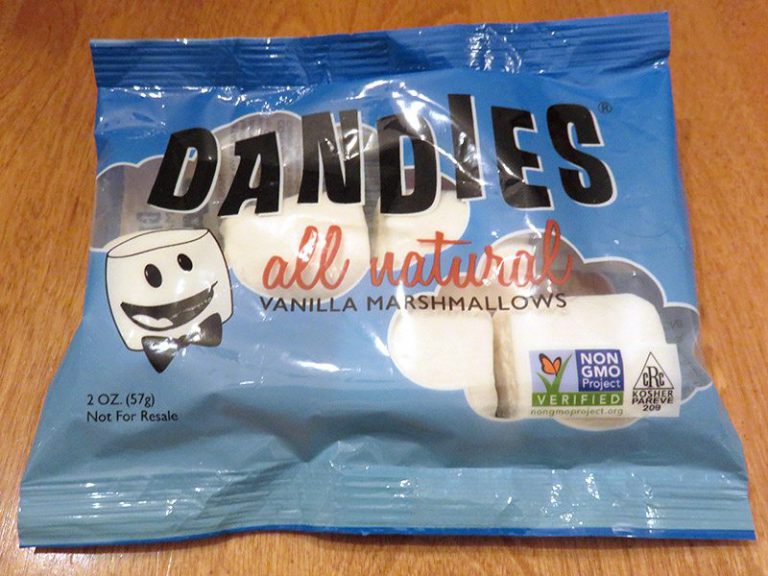 DANDIES®
all natural
VANILLA MARSHMALLOWS
2 OZ. (57g)
Not For Resale
NON
GMO
Project
VERIFIED
nongmoproject.org
cRc
KOSHER
PAREVE
209